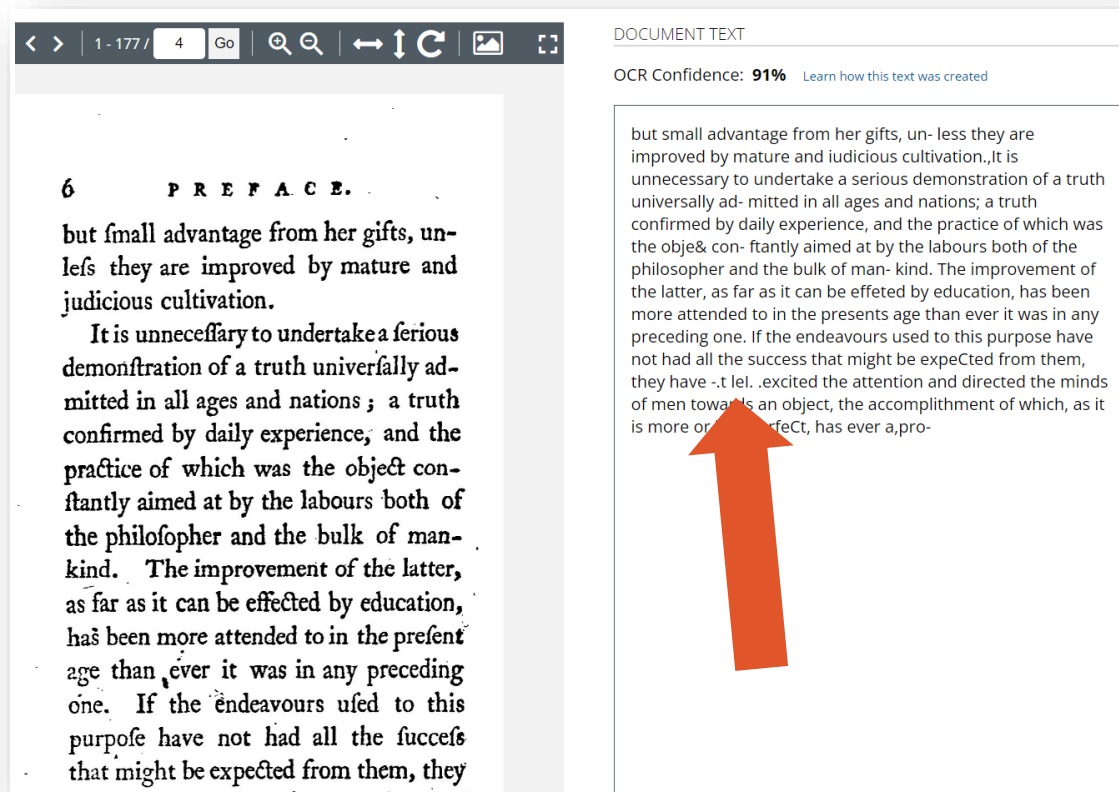 1 - 177 / 4 Go
6 PREFACE.
but ſmall advantage from her gifts, un-
leſs they are improved by mature and
judicious cultivation.
It is unneceſſary to undertake a ſerious
demonſtration of a truth univerſally ad-
mitted in all ages and nations; a truth
confirmed by daily experience, and the
practice of which was the object con-
ſtantly aimed at by the labours both of
the philoſopher and the bulk of man-
kind. The improvement of the latter,
as far as it can be effected by education,
has been more attended to in the preſent
age than ever it was in any preceding
one. If the endeavours uſed to this
purpoſe have not had all the ſucceſs
that might be expected from them, they
DOCUMENT TEXT
OCR Confidence: 91% Learn how this text was created
but small advantage from her gifts, un- less they are
improved by mature and iudicious cultivation.,It is
unnecessary to undertake a serious demonstration of a truth
universally ad- mitted in all ages and nations; a truth
confirmed by daily experience, and the practice of which was
the obje& con- ftantly aimed at by the labours both of the
philosopher and the bulk of man- kind. The improvement of
the latter, as far as it can be effeted by education, has been
more attended to in the presents age than ever it was in any
preceding one. If the endeavours used to this purpose have
not had all the success that might be expeCted from them,
they have -.t leI. .excited the attention and directed the minds
of men towards an object, the accomplithment of which, as it
is more or rfeCt, has ever a,pro-